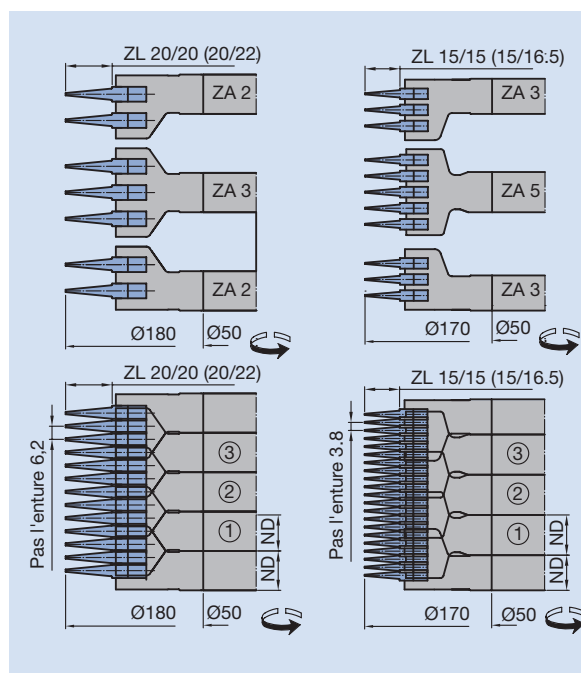 ZL 20/20 (20/22)
ZA 2
ZA 3
ZA 2
Ø180
Ø50
ZL 15/15 (15/16.5)
ZA 3
ZA 5
ZA 3
Ø170
Ø50
ZL 20/20 (20/22)
Pas l'enture 6,2
③
②
①
ND
ND
Ø180
Ø50
ZL 15/15 (15/16.5)
Pas l'enture 3.8
③
②
①
ND
ND
Ø170
Ø50